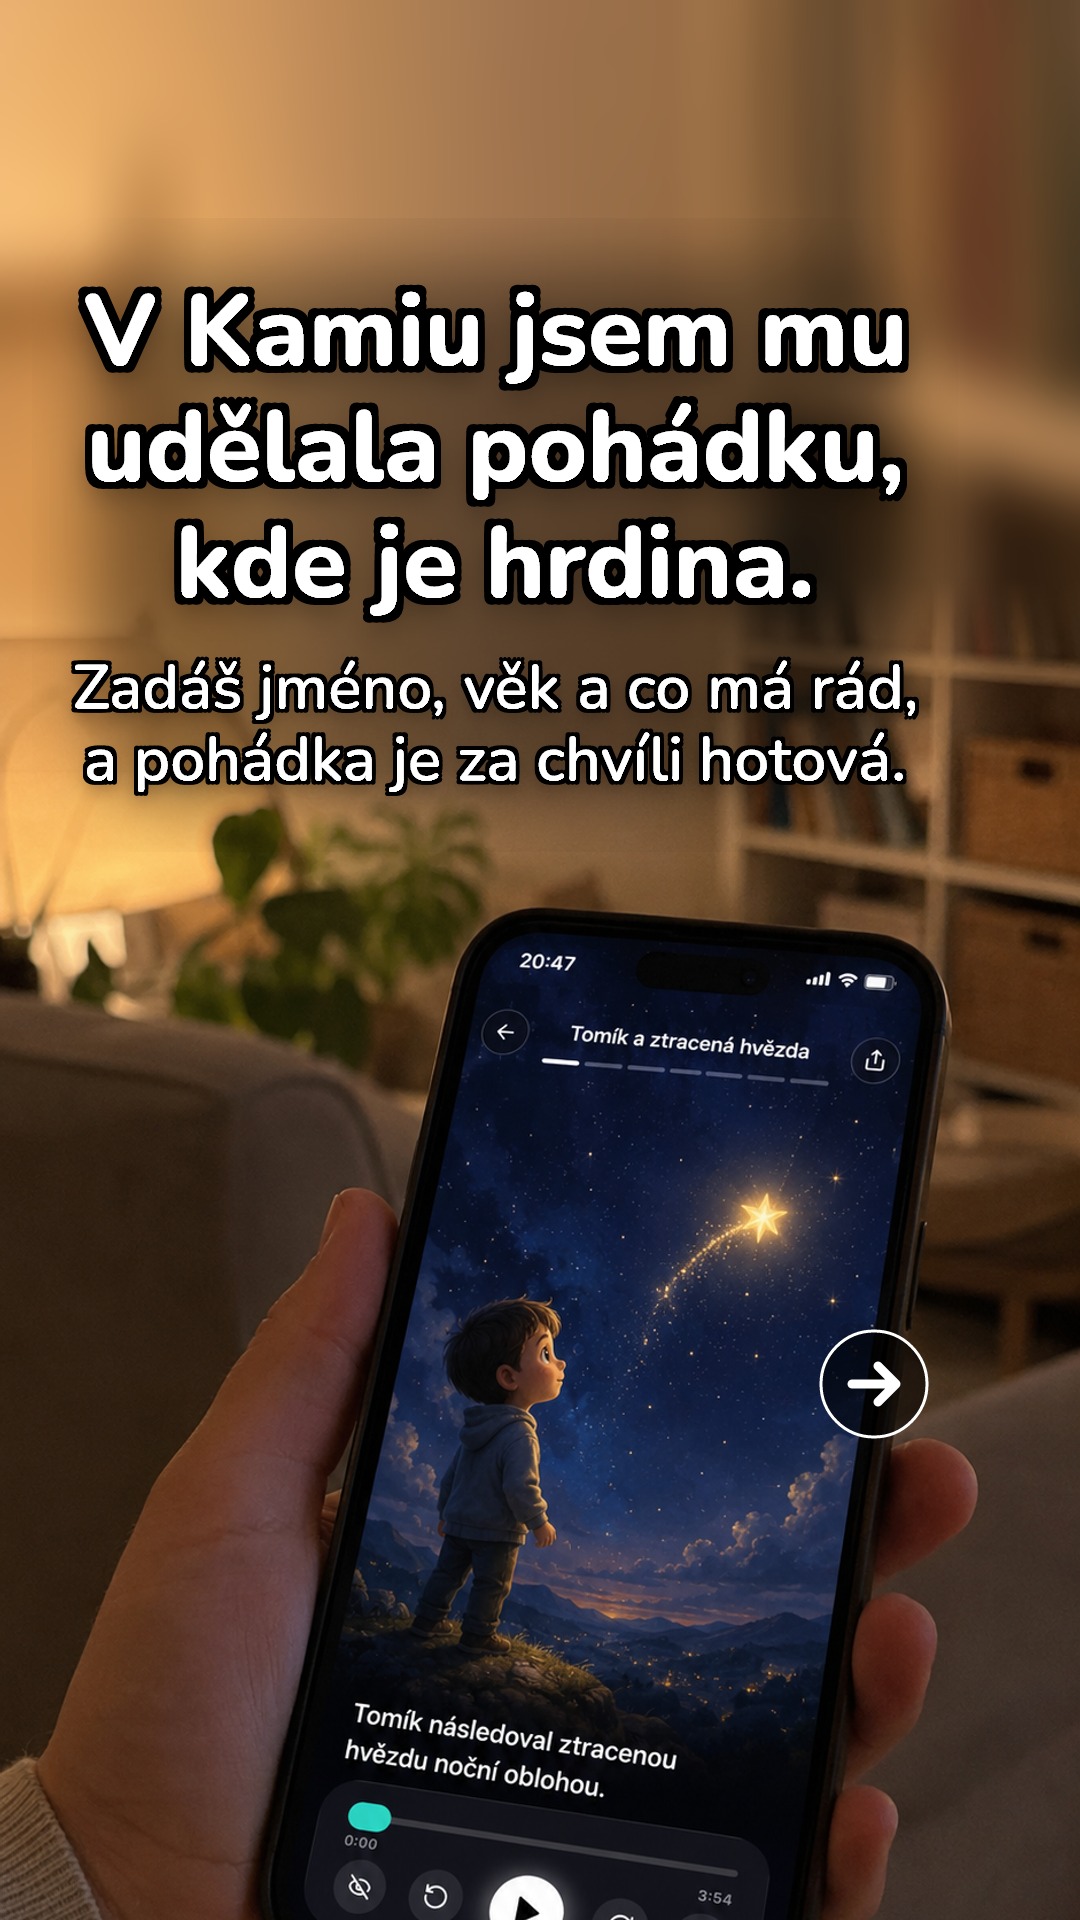 V Kamiu jsem mu
udělala pohádku,
kde je hrdina.
Zadáš jméno, věk a co má rád,
a pohádka je za chvíli hotová.
20:47
Tomík a ztracená hvězda
Tomík následoval ztracenou
hvězdu noční oblohou.
0:00
3:54